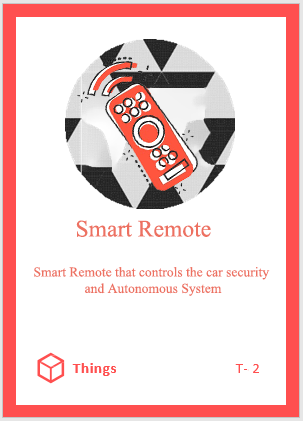 Smart Remote
Smart Remote that controls the car security
and Autonomous System
Things T- 2